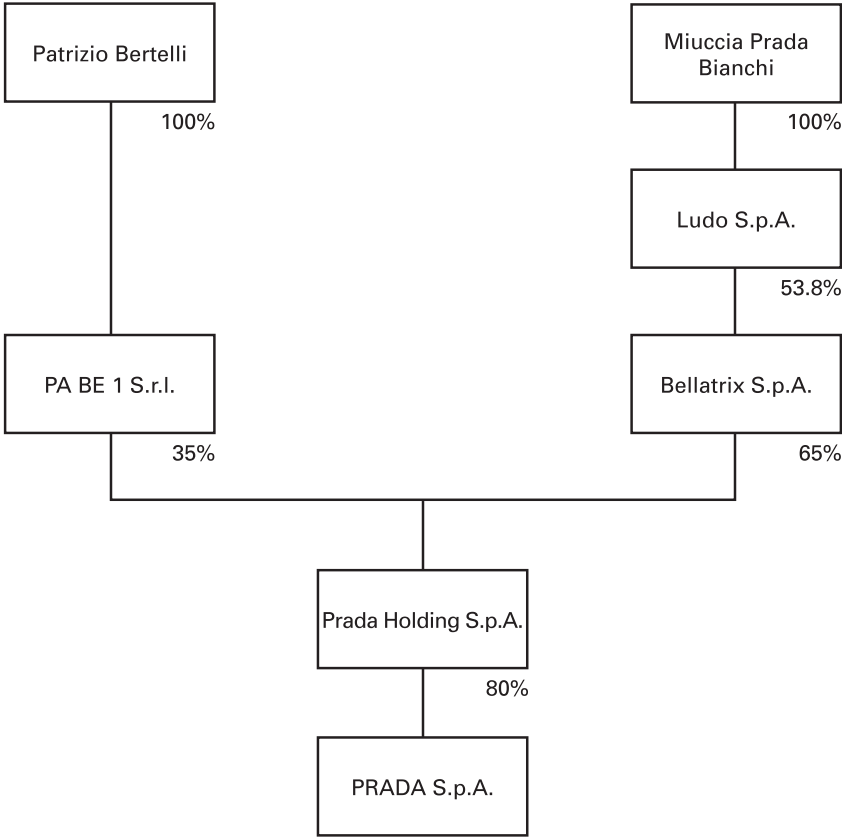 Patrizio Bertelli
Miuccia Prada
Bianchi
100%
100%
Ludo S.p.A.
53.8%
PA BE 1 S.r.l.
Bellatrix S.p.A.
35%
65%
Prada Holding S.p.A.
80%
PRADA S.p.A.